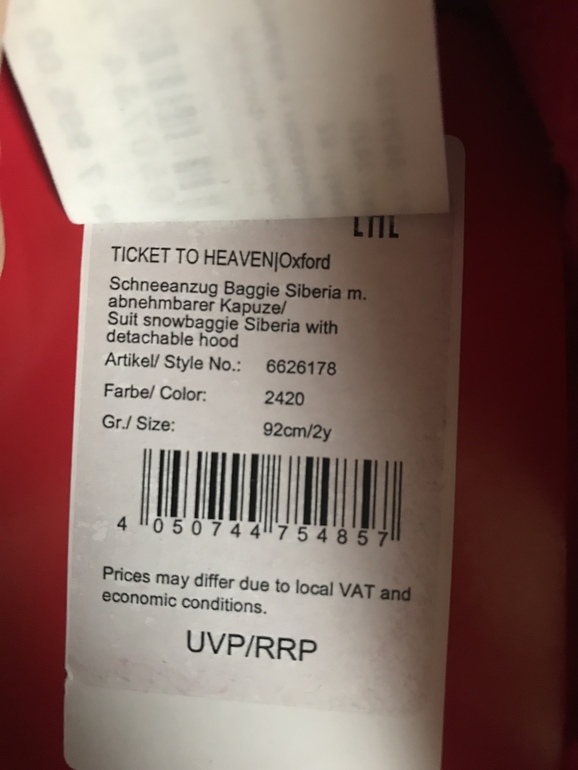 TICKET TO HEAVEN|Oxford
Schneeanzug Baggie Siberia m.
abnehmbarer Kapuze/
Suit snowbaggie Siberia with
detachable hood
Artikel/ Style No.: 6626178
Farbe/ Color: 2420
Gr./ Size: 92cm/2y
4 050744 754857
Prices may differ due to local VAT and
economic conditions.
UVP/RRP